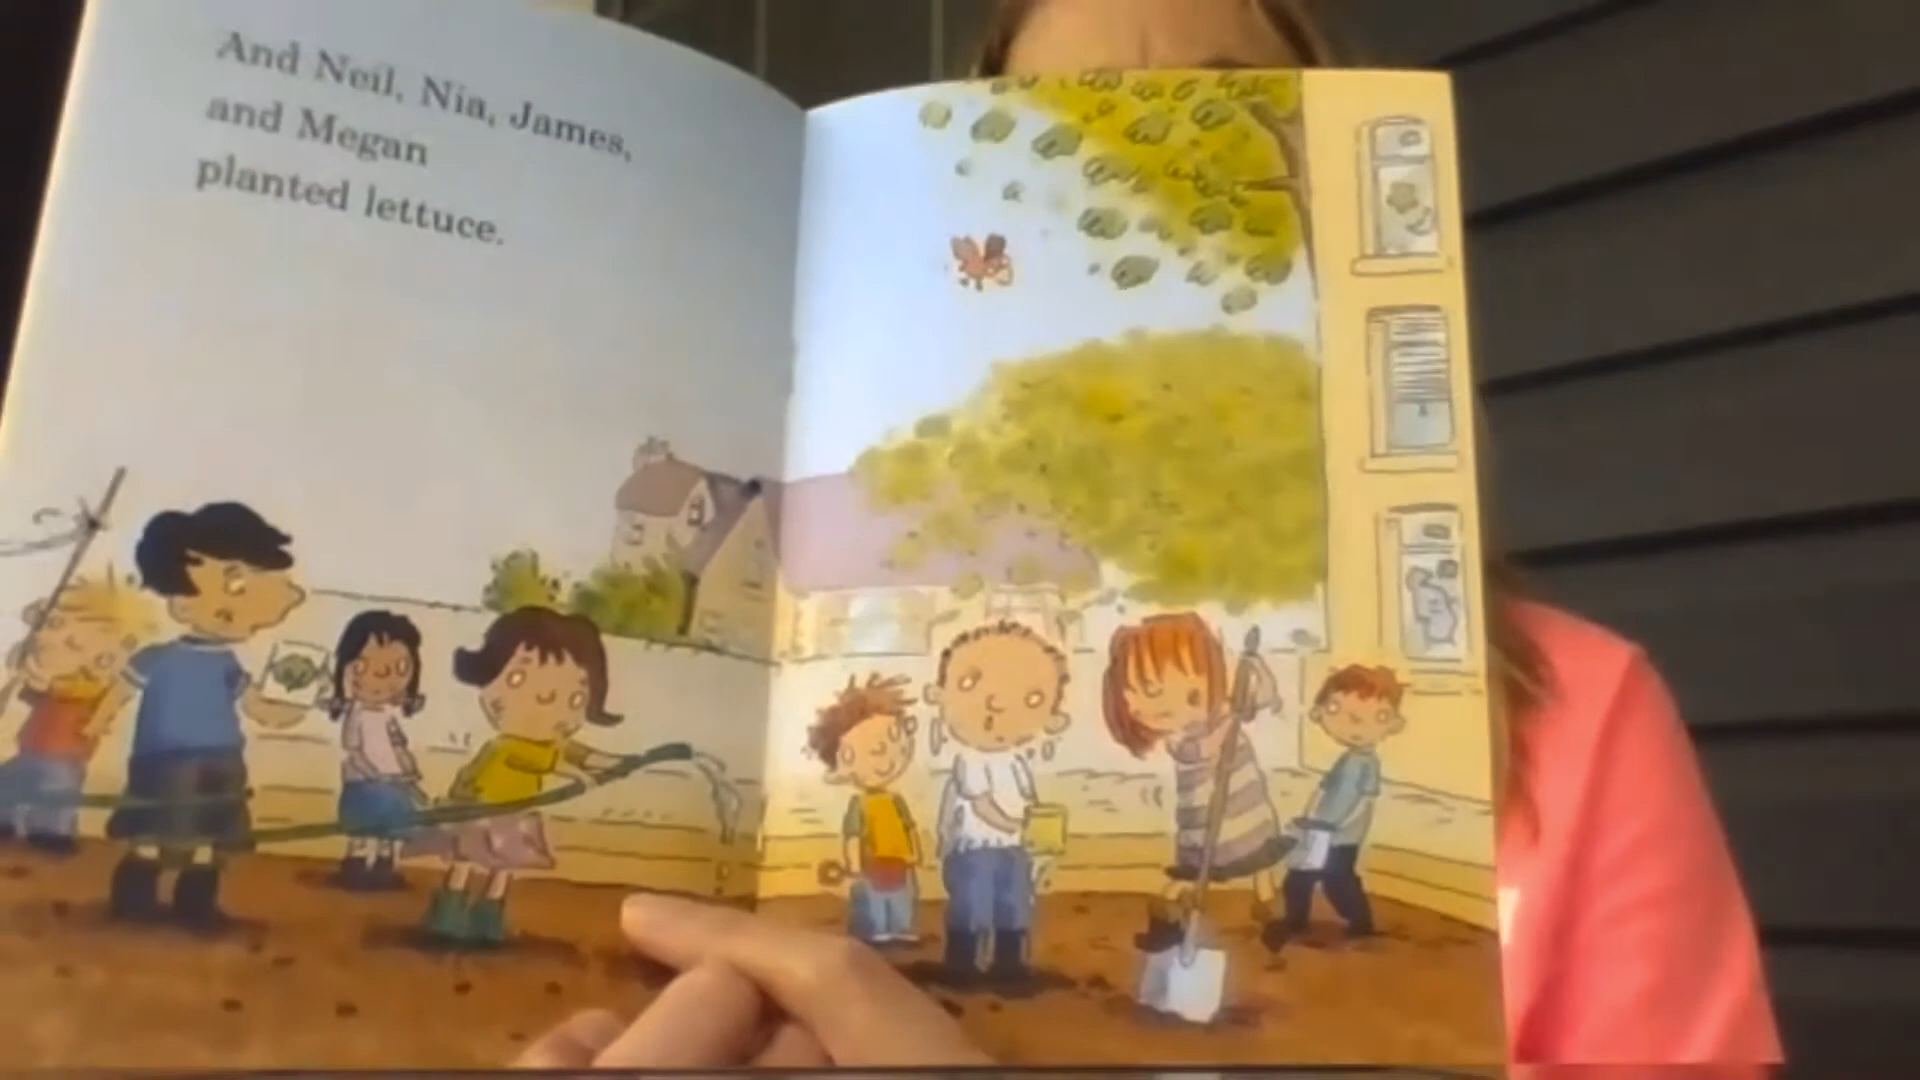 And Neil, Nia, James,
and Megan
planted lettuce.